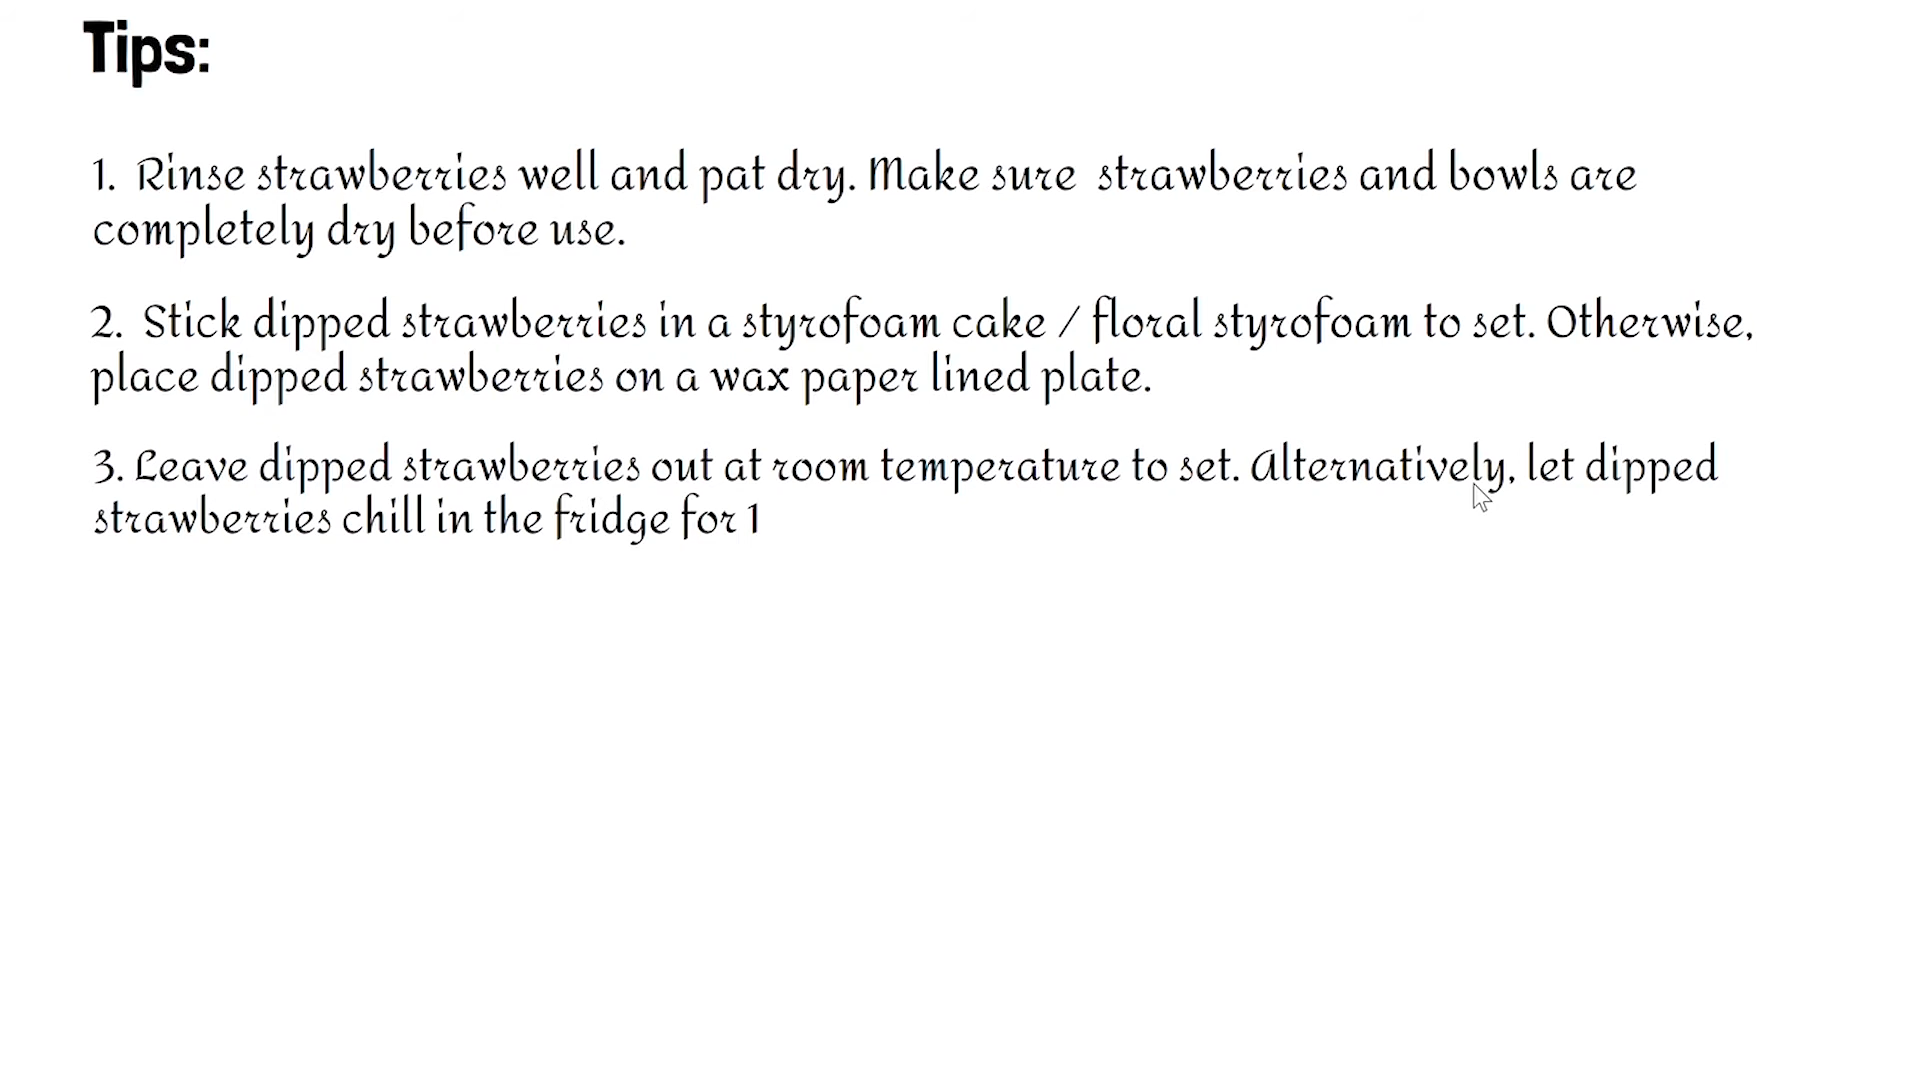 Tips:
1. Rinse strawberries well and pat dry. Make sure strawberries and bowls are
completely dry before use.
2. Stick dipped strawberries in a styrofoam cake / floral styrofoam to set. Otherwise,
place dipped strawberries on a wax paper lined plate.
3. Leave dipped strawberries out at room temperature to set. Alternatively, let dipped
strawberries chill in the fridge for 1